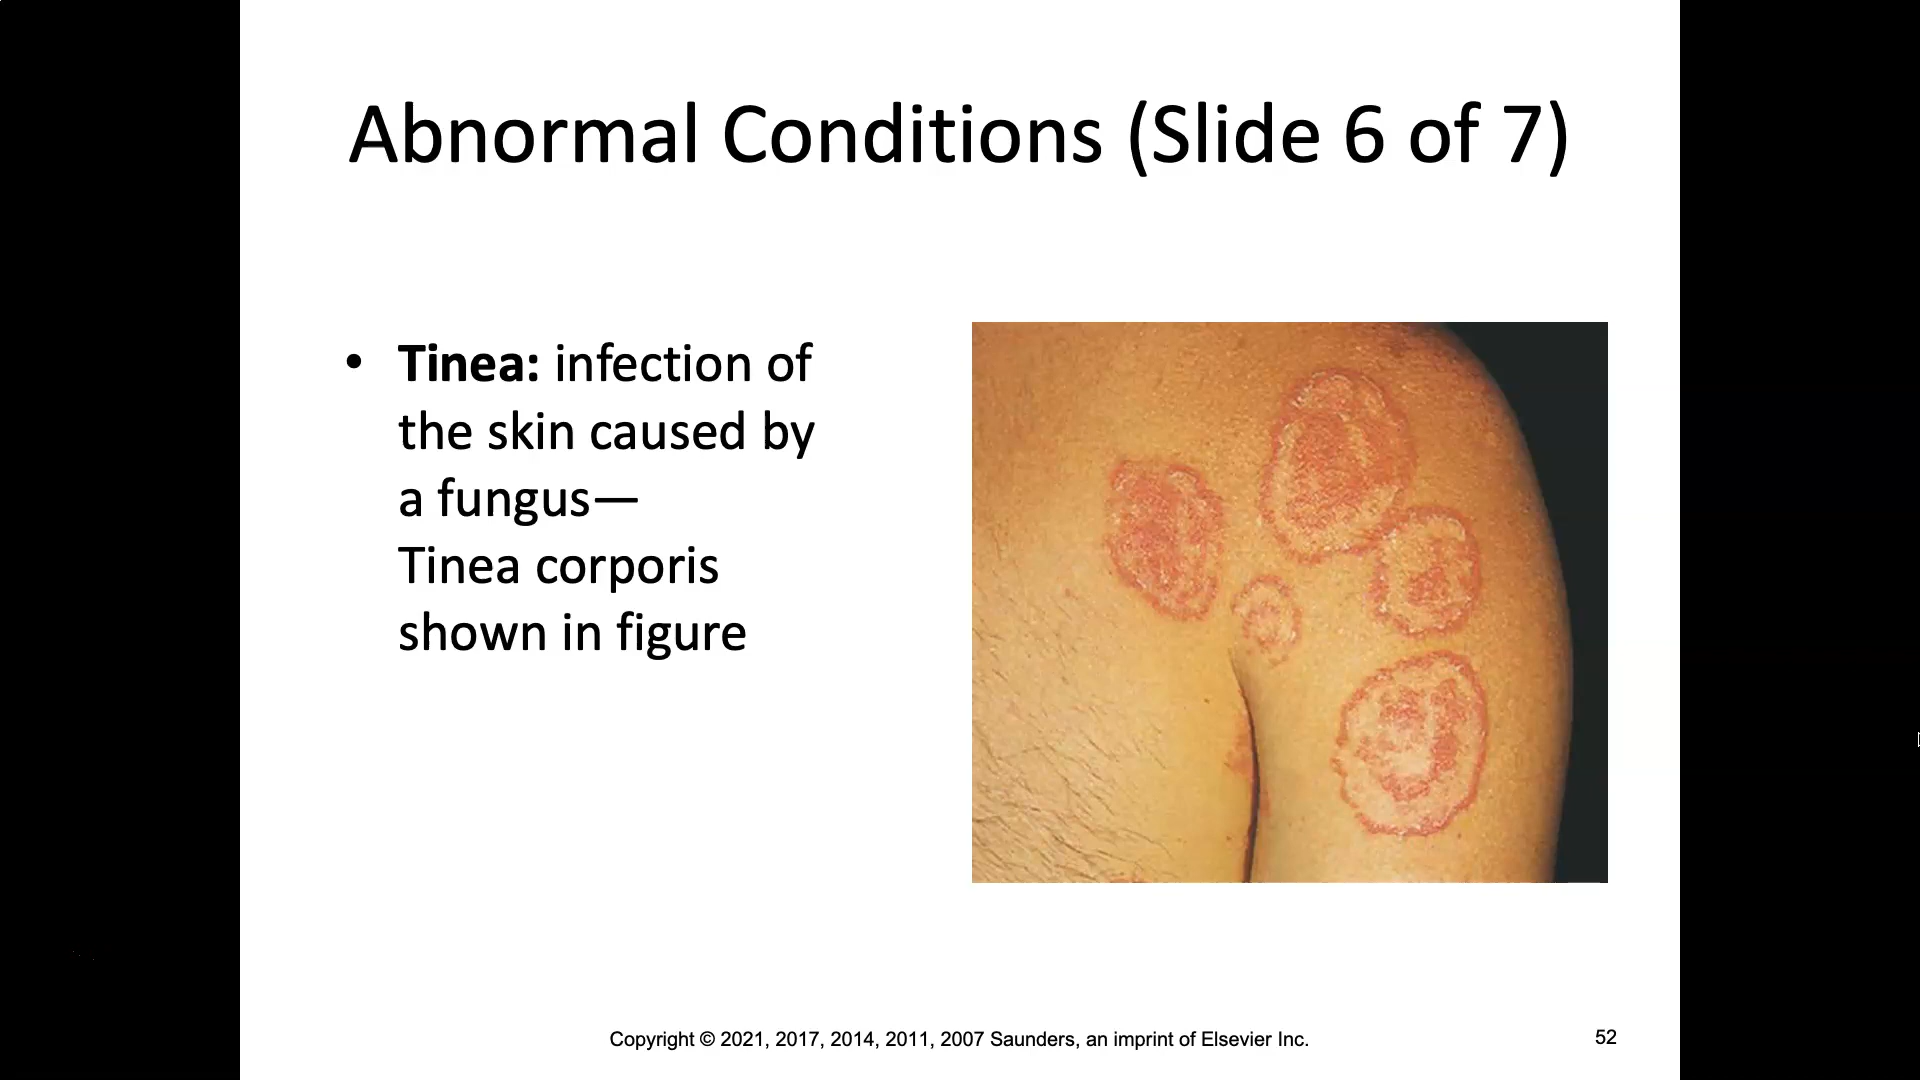 Abnormal Conditions (Slide 6 of 7)
• Tinea: infection of
the skin caused by
a fungus—
Tinea corporis
shown in figure
Copyright © 2021, 2017, 2014, 2011, 2007 Saunders, an imprint of Elsevier Inc.
52